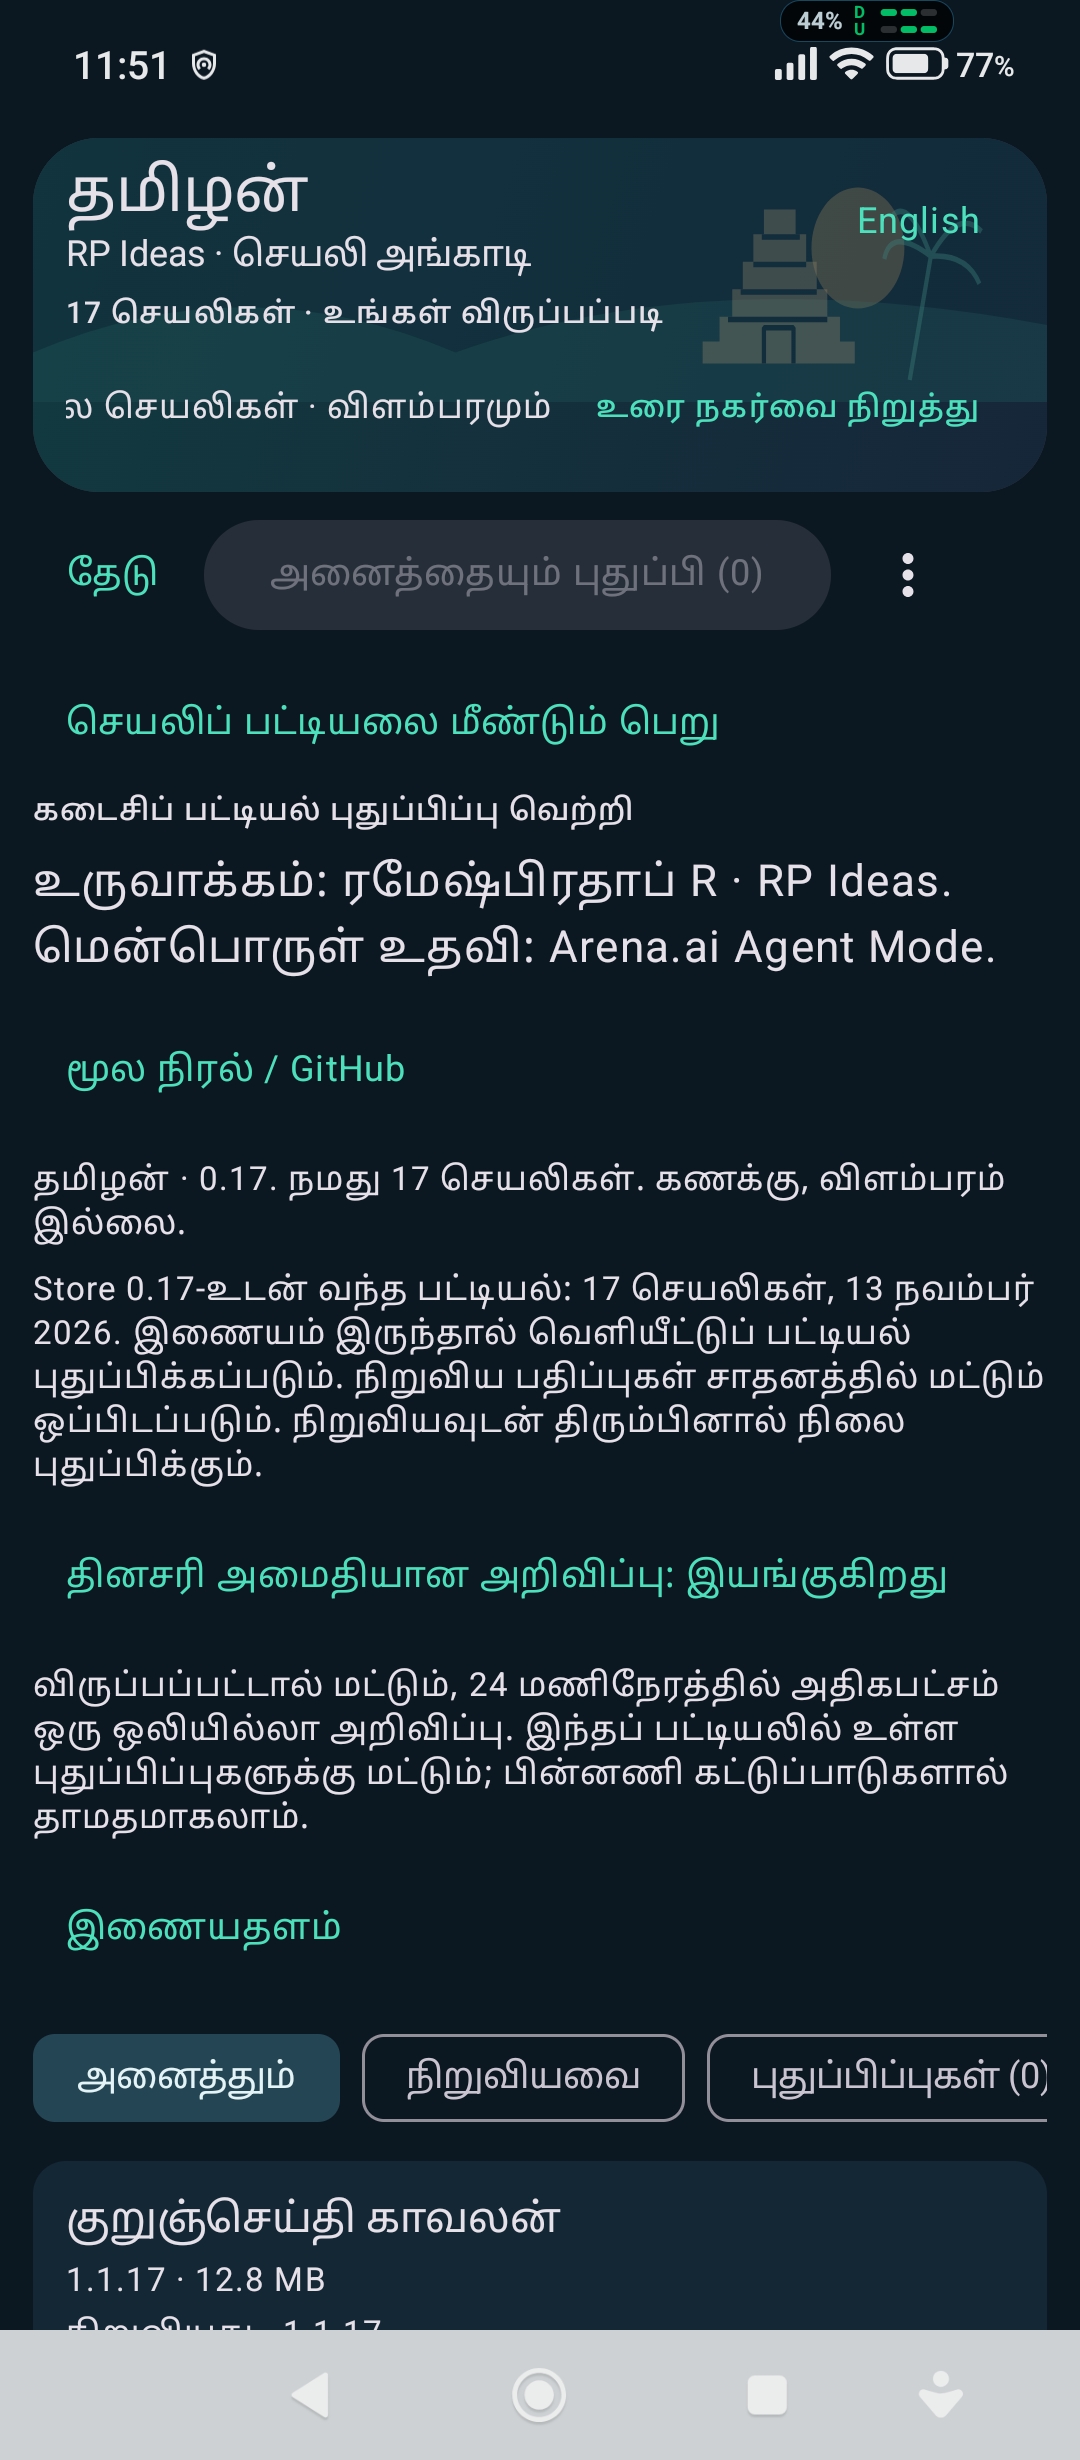 44% D U
11:51 77%
தமிழன்
English
RP Ideas · செயலி அங்காடி
17 செயலிகள் · உங்கள் விருப்பப்படி
ல செயலிகள் · விளம்பரமும் உரை நகர்வை நிறுத்து
தேடு அனைத்தையும் புதுப்பி (0)
செயலிப் பட்டியலை மீண்டும் பெறு
கடைசிப் பட்டியல் புதுப்பிப்பு வெற்றி
உருவாக்கம்: ரமேஷ்பிரதாப் R · RP Ideas.
மென்பொருள் உதவி: Arena.ai Agent Mode.
மூல நிரல் / GitHub
தமிழன் · 0.17. நமது 17 செயலிகள். கணக்கு, விளம்பரம்
இல்லை.
Store 0.17-உடன் வந்த பட்டியல்: 17 செயலிகள், 13 நவம்பர்
2026. இணையம் இருந்தால் வெளியீட்டுப் பட்டியல்
புதுப்பிக்கப்படும். நிறுவிய பதிப்புகள் சாதனத்தில் மட்டும்
ஒப்பிடப்படும். நிறுவியவுடன் திரும்பினால் நிலை
புதுப்பிக்கும்.
தினசரி அமைதியான அறிவிப்பு: இயங்குகிறது
விருப்பப்பட்டால் மட்டும், 24 மணிநேரத்தில் அதிகபட்சம்
ஒரு ஒலியில்லா அறிவிப்பு. இந்தப் பட்டியலில் உள்ள
புதுப்பிப்புகளுக்கு மட்டும்; பின்னணி கட்டுப்பாடுகளால்
தாமதமாகலாம்.
இணையதளம்
அனைத்தும் நிறுவியவை புதுப்பிப்புகள் (0)
குறுஞ்செய்தி காவலன்
1.1.17 · 12.8 MB